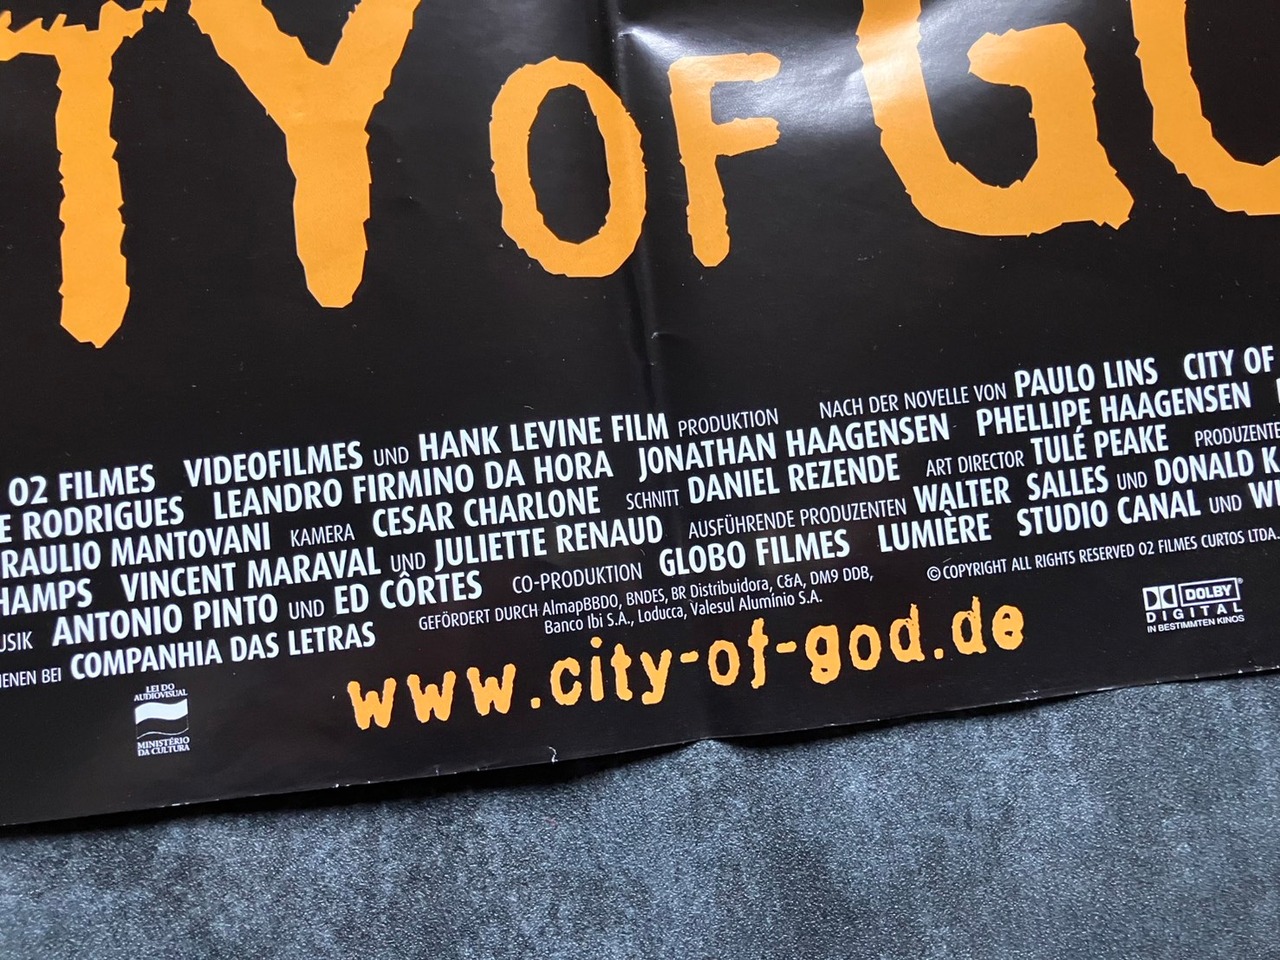 TY OF GO
O2 FILMES VIDEOFILMES UND HANK LEVINE FILM PRODUKTION NACH DER NOVELLE VON PAULO LINS CITY OF
RODRIGUES LEANDRO FIRMINO DA HORA JONATHAN HAAGENSEN PHELLIPE HAAGENSEN
RAULIO MANTOVANI KAMERA CESAR CHARLONE SCHNITT DANIEL REZENDE ART DIRECTOR TULÉ PEAKE PRODUZENTE
HAMPS VINCENT MARAVAL UND JULIETTE RENAUD AUSFÜHRENDE PRODUZENTEN WALTER SALLES UND DONALD K
USIK ANTONIO PINTO UND ED CÔRTES CO-PRODUKTION GLOBO FILMES LUMIÈRE STUDIO CANAL UND WI
IENEN BEI COMPANHIA DAS LETRAS GEFÖRDERT DURCH AlmapBBDO, BNDES, BR Distribuidora, C&A, DM9 DDB, © COPYRIGHT ALL RIGHTS RESERVED O2 FILMES CURTOS LTDA.
Banco Ibi S.A., Loducca, Valesul Alumínio S.A.
www.city-of-god.de
LEI DO
AUDIOVISUAL
MINISTÉRIO
DA CULTURA
DOLBY
DIGITAL
IN BESTIMMTEN KINOS